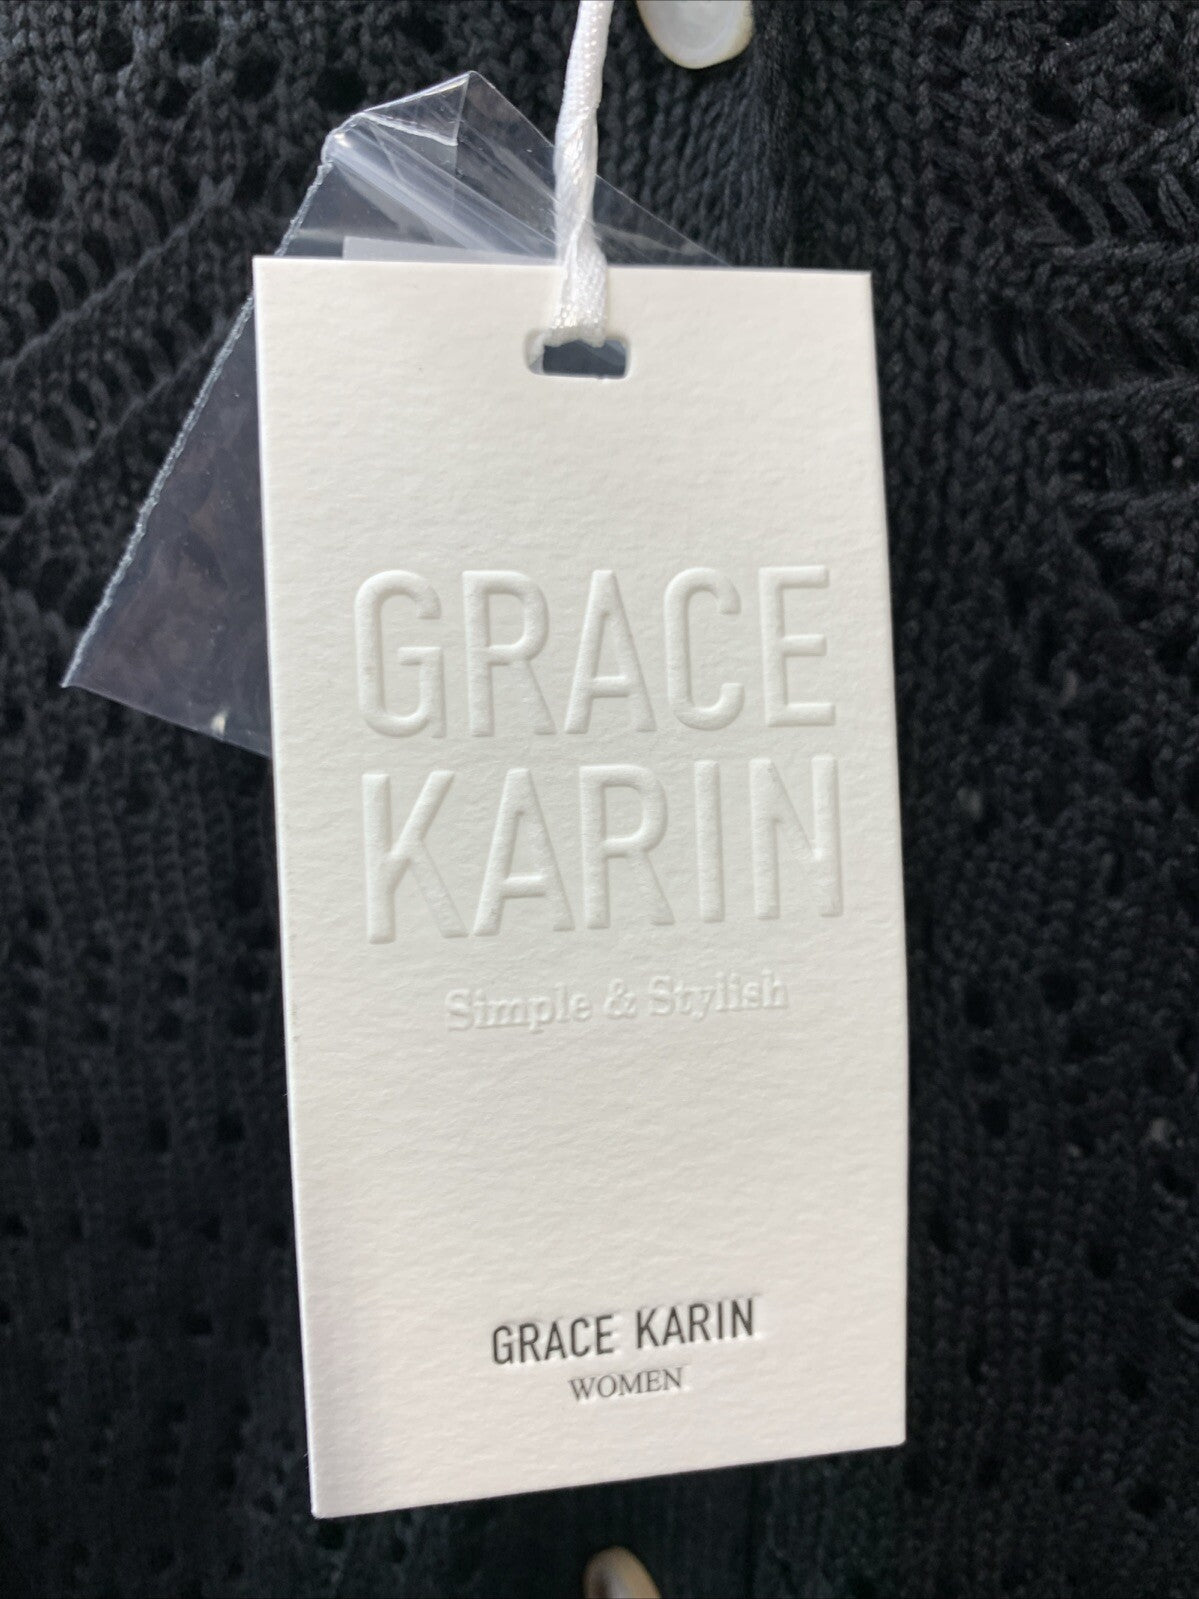 GRACE
KARIN
Simple & Stylish
GRACE KARIN
WOMEN